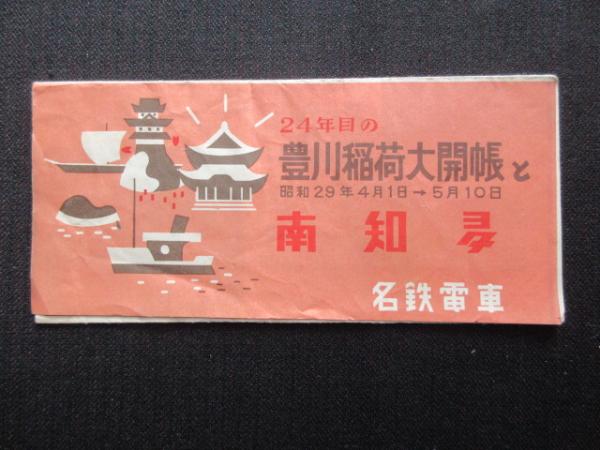 24年目の
豊川稲荷大開帳と
昭和29年4月1日→5月10日
南知多
名鉄電車